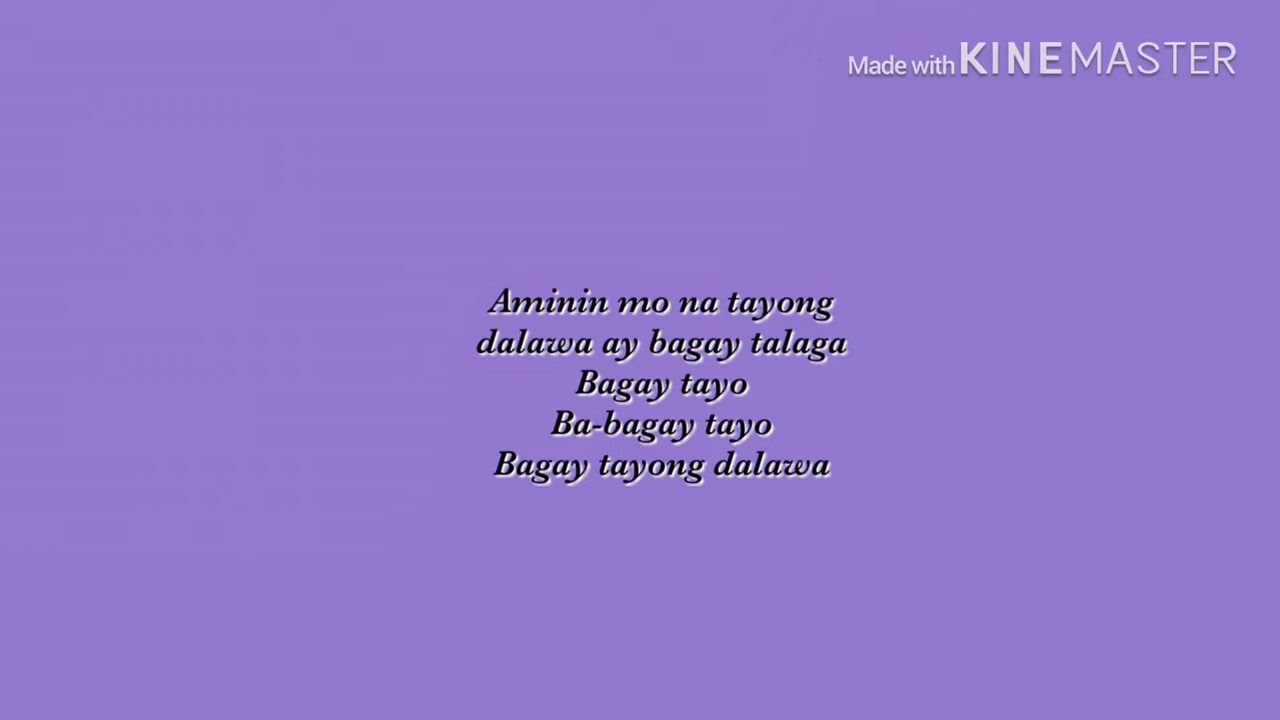 Made with KINEMASTER
Aminin mo na tayong
dalawa ay bagay talaga
Bagay tayo
Ba-bagay tayo
Bagay tayong dalawa